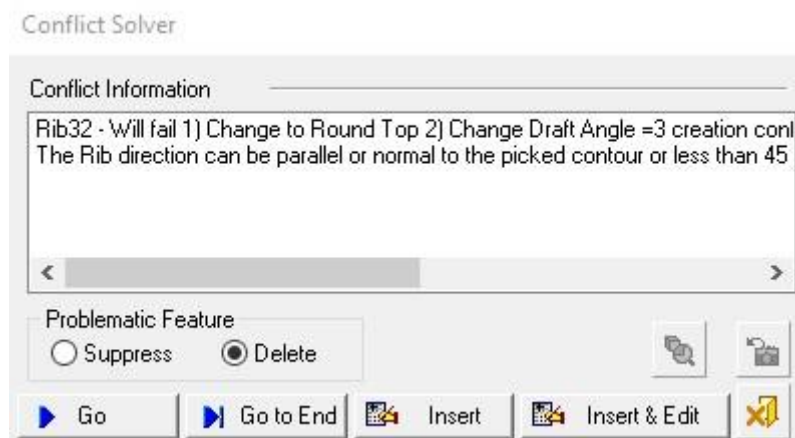 Conflict Solver
Conflict Information
Rib32 - Will fail 1) Change to Round Top 2) Change Draft Angle =3 creation
The Rib direction can be parallel or normal to the picked contour or less than 45
Problematic Feature
Suppress Delete
Go Go to End Insert Insert & Edit